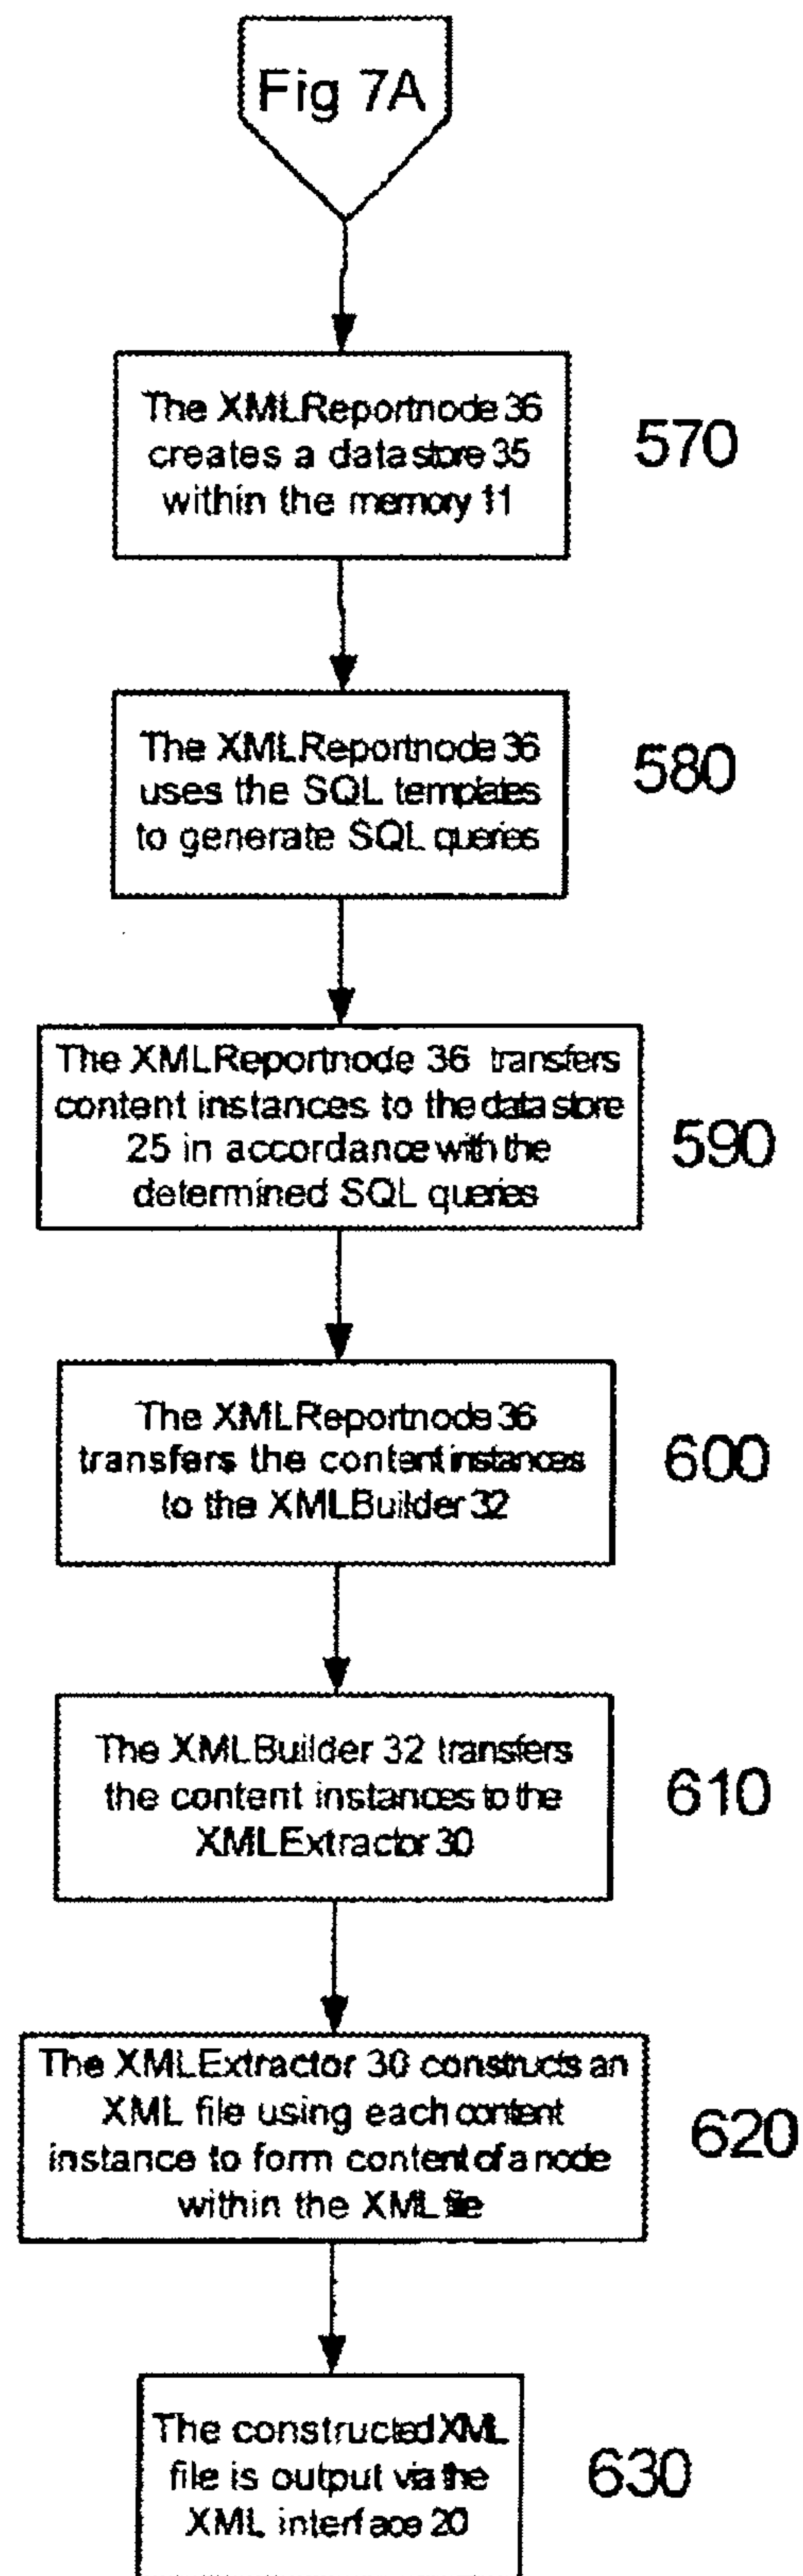 Fig 7A
The XMLReportnode 36
creates a data store 35
within the memory 11
570
The XMLReportnode 36
uses the SQL templates
to generate SQL queries
580
The XMLReportnode 36 transfers
content instances to the data store
25 in accordance with the
determined SQL queries
590
The XMLReportnode 36
transfers the content instances
to the XMLBuilder 32
600
The XMLBuilder 32 transfers
the content instances to the
XMLExtractor 30
610
The XMLExtractor 30 constructs an
XML file using each content
instance to form content of a node
within the XML file
620
The constructed XML
file is output via the
XML interface 20
630